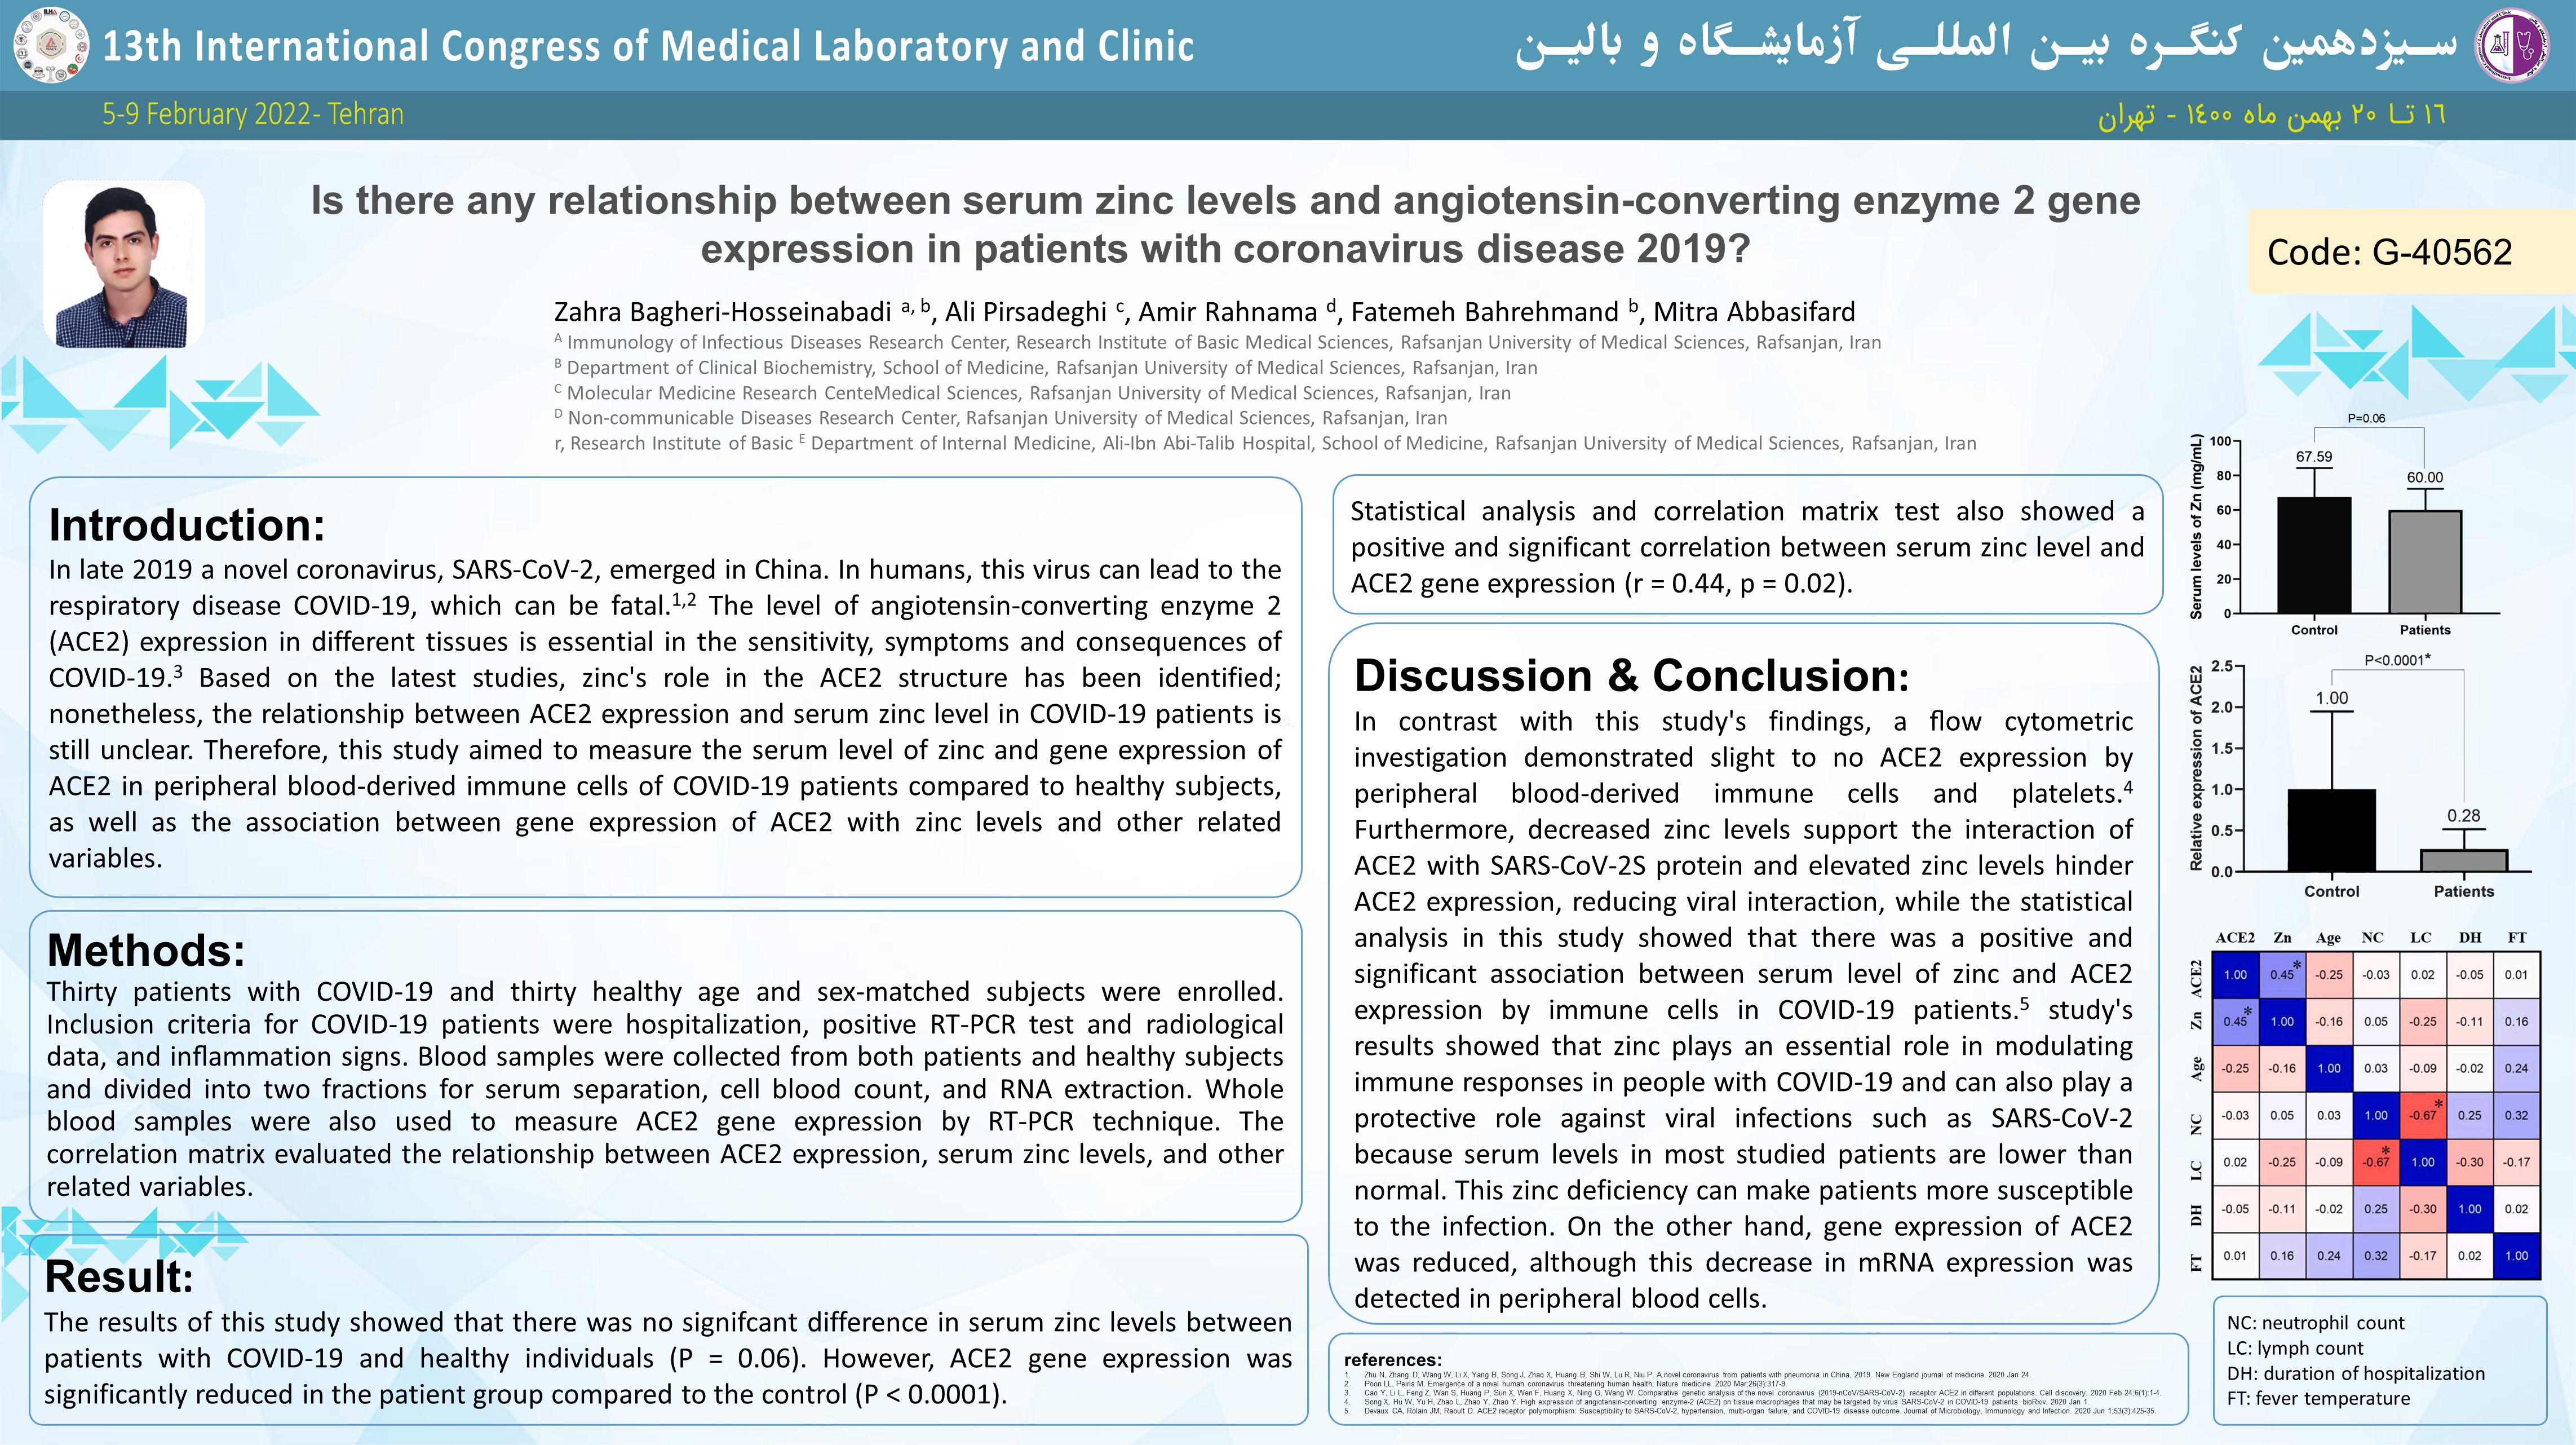 13th International Congress of Medical Laboratory and Clinic
سـیزدهمین کنگـره بیـن المللـی آزمایشـگاه و بالیـن
5-9 February 2022- Tehran
١٦ تـا ٢٠ بهمن ماه ١٤٠٠ - تهران
Is there any relationship between serum zinc levels and angiotensin-converting enzyme 2 gene
expression in patients with coronavirus disease 2019?
Code: G-40562
Zahra Bagheri-Hosseinabadi a, b, Ali Pirsadeghi c, Amir Rahnama d, Fatemeh Bahrehmand b, Mitra Abbasifard
A Immunology of Infectious Diseases Research Center, Research Institute of Basic Medical Sciences, Rafsanjan University of Medical Sciences, Rafsanjan, Iran
B Department of Clinical Biochemistry, School of Medicine, Rafsanjan University of Medical Sciences, Rafsanjan, Iran
C Molecular Medicine Research CenteMedical Sciences, Rafsanjan University of Medical Sciences, Rafsanjan, Iran
D Non-communicable Diseases Research Center, Rafsanjan University of Medical Sciences, Rafsanjan, Iran
r, Research Institute of Basic E Department of Internal Medicine, Ali-Ibn Abi-Talib Hospital, School of Medicine, Rafsanjan University of Medical Sciences, Rafsanjan, Iran
Introduction:
In late 2019 a novel coronavirus, SARS-CoV-2, emerged in China. In humans, this virus can lead to the
respiratory disease COVID-19, which can be fatal.1,2 The level of angiotensin-converting enzyme 2
(ACE2) expression in different tissues is essential in the sensitivity, symptoms and consequences of
COVID-19.3 Based on the latest studies, zinc's role in the ACE2 structure has been identified;
nonetheless, the relationship between ACE2 expression and serum zinc level in COVID-19 patients is
still unclear. Therefore, this study aimed to measure the serum level of zinc and gene expression of
ACE2 in peripheral blood-derived immune cells of COVID-19 patients compared to healthy subjects,
as well as the association between gene expression of ACE2 with zinc levels and other related
variables.
Methods:
Thirty patients with COVID-19 and thirty healthy age and sex-matched subjects were enrolled.
Inclusion criteria for COVID-19 patients were hospitalization, positive RT-PCR test and radiological
data, and inflammation signs. Blood samples were collected from both patients and healthy subjects
and divided into two fractions for serum separation, cell blood count, and RNA extraction. Whole
blood samples were also used to measure ACE2 gene expression by RT-PCR technique. The
correlation matrix evaluated the relationship between ACE2 expression, serum zinc levels, and other
related variables.
Result:
The results of this study showed that there was no signifcant difference in serum zinc levels between
patients with COVID-19 and healthy individuals (P = 0.06). However, ACE2 gene expression was
significantly reduced in the patient group compared to the control (P < 0.0001).
Statistical analysis and correlation matrix test also showed a
positive and significant correlation between serum zinc level and
ACE2 gene expression (r = 0.44, p = 0.02).
Discussion & Conclusion:
In contrast with this study's findings, a flow cytometric
investigation demonstrated slight to no ACE2 expression by
peripheral blood-derived immune cells and platelets.4
Furthermore, decreased zinc levels support the interaction of
ACE2 with SARS-CoV-2S protein and elevated zinc levels hinder
ACE2 expression, reducing viral interaction, while the statistical
analysis in this study showed that there was a positive and
significant association between serum level of zinc and ACE2
expression by immune cells in COVID-19 patients.5 study's
results showed that zinc plays an essential role in modulating
immune responses in people with COVID-19 and can also play a
protective role against viral infections such as SARS-CoV-2
because serum levels in most studied patients are lower than
normal. This zinc deficiency can make patients more susceptible
to the infection. On the other hand, gene expression of ACE2
was reduced, although this decrease in mRNA expression was
detected in peripheral blood cells.
references:
1. Zhu N, Zhang D, Wang W, Li X, Yang B, Song J, Zhao X, Huang B, Shi W, Lu R, Niu P. A novel coronavirus from patients with pneumonia in China, 2019. New England journal of medicine. 2020 Jan 24.
2. Poon LL, Peiris M. Emergence of a novel human coronavirus threatening human health. Nature medicine. 2020 Mar;26(3):317-9.
3. Cao Y, Li L, Feng Z, Wan S, Huang P, Sun X, Wen F, Huang X, Ning G, Wang W. Comparative genetic analysis of the novel coronavirus (2019-nCoV/SARS-CoV-2) receptor ACE2 in different populations. Cell discovery. 2020 Feb 24;6(1):1-4.
4. Song X, Hu W, Yu H, Zhao L, Zhao Y, Zhao Y. High expression of angiotensin-converting enzyme-2 (ACE2) on tissue macrophages that may be targeted by virus SARS-CoV-2 in COVID-19 patients. bioRxiv. 2020 Jan 1.
5. Devaux CA, Rolain JM, Raoult D. ACE2 receptor polymorphism: Susceptibility to SARS-CoV-2, hypertension, multi-organ failure, and COVID-19 disease outcome. Journal of Microbiology, Immunology and Infection. 2020 Jun 1;53(3):425-35.
P=0.06
Serum levels of Zn (mg/mL)
100
80
60
40
20
0
67.59
60.00
Control Patients
P<0.0001*
Relative expression of ACE2
2.5
2.0
1.5
1.0
0.5
0.0
1.00
0.28
Control Patients
ACE2 Zn Age NC LC DH FT
ACE2 1.00 0.45* -0.25 -0.03 0.02 -0.05 0.01
Zn 0.45* 1.00 -0.16 0.05 -0.25 -0.11 0.16
Age -0.25 -0.16 1.00 0.03 -0.09 -0.02 0.24
NC -0.03 0.05 0.03 1.00 -0.67* 0.25 0.32
LC 0.02 -0.25 -0.09 -0.67* 1.00 -0.30 -0.17
DH -0.05 -0.11 -0.02 0.25 -0.30 1.00 0.02
FT 0.01 0.16 0.24 0.32 -0.17 0.02 1.00
NC: neutrophil count
LC: lymph count
DH: duration of hospitalization
FT: fever temperature